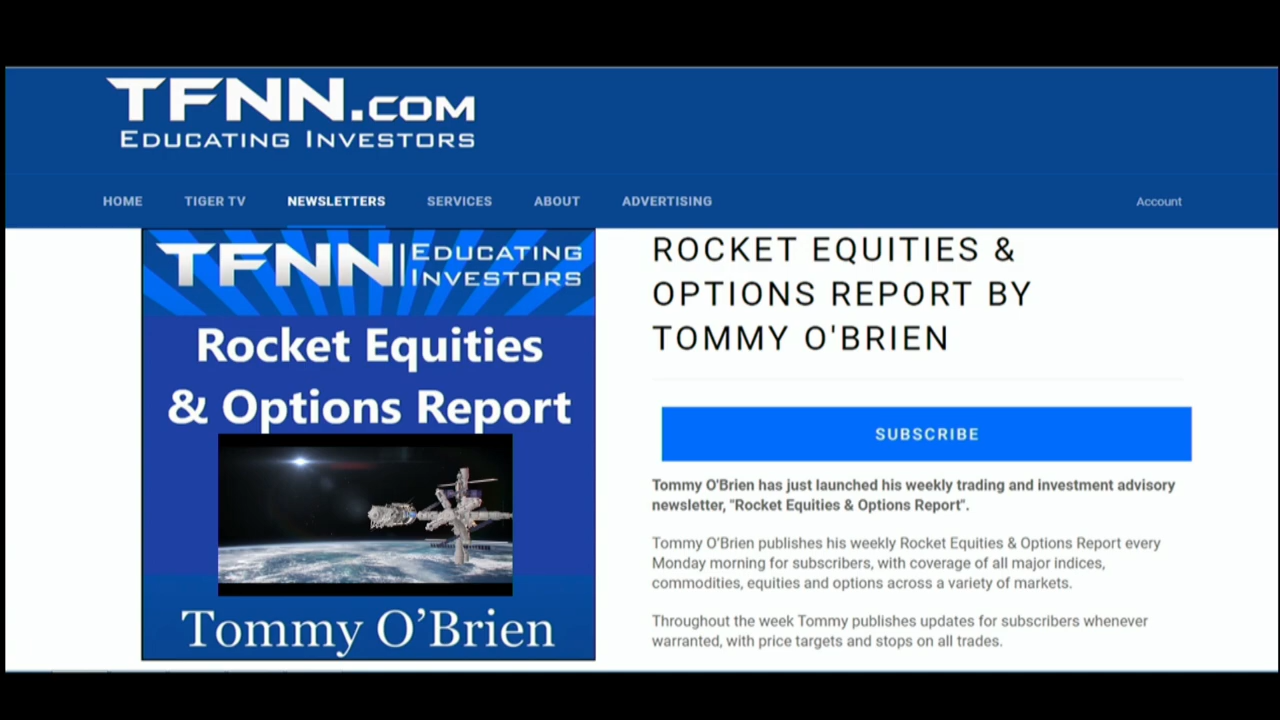 TFNN.COM
EDUCATING INVESTORS
HOME TIGER TV NEWSLETTERS SERVICES ABOUT ADVERTISING Account
TFNN | EDUCATING
INVESTORS
Rocket Equities
& Options Report
Tommy O’Brien
ROCKET EQUITIES &
OPTIONS REPORT BY
TOMMY O'BRIEN
SUBSCRIBE
Tommy O'Brien has just launched his weekly trading and investment advisory
newsletter, "Rocket Equities & Options Report".
Tommy O'Brien publishes his weekly Rocket Equities & Options Report every
Monday morning for subscribers, with coverage of all major indices,
commodities, equities and options across a variety of markets.
Throughout the week Tommy publishes updates for subscribers whenever
warranted, with price targets and stops on all trades.